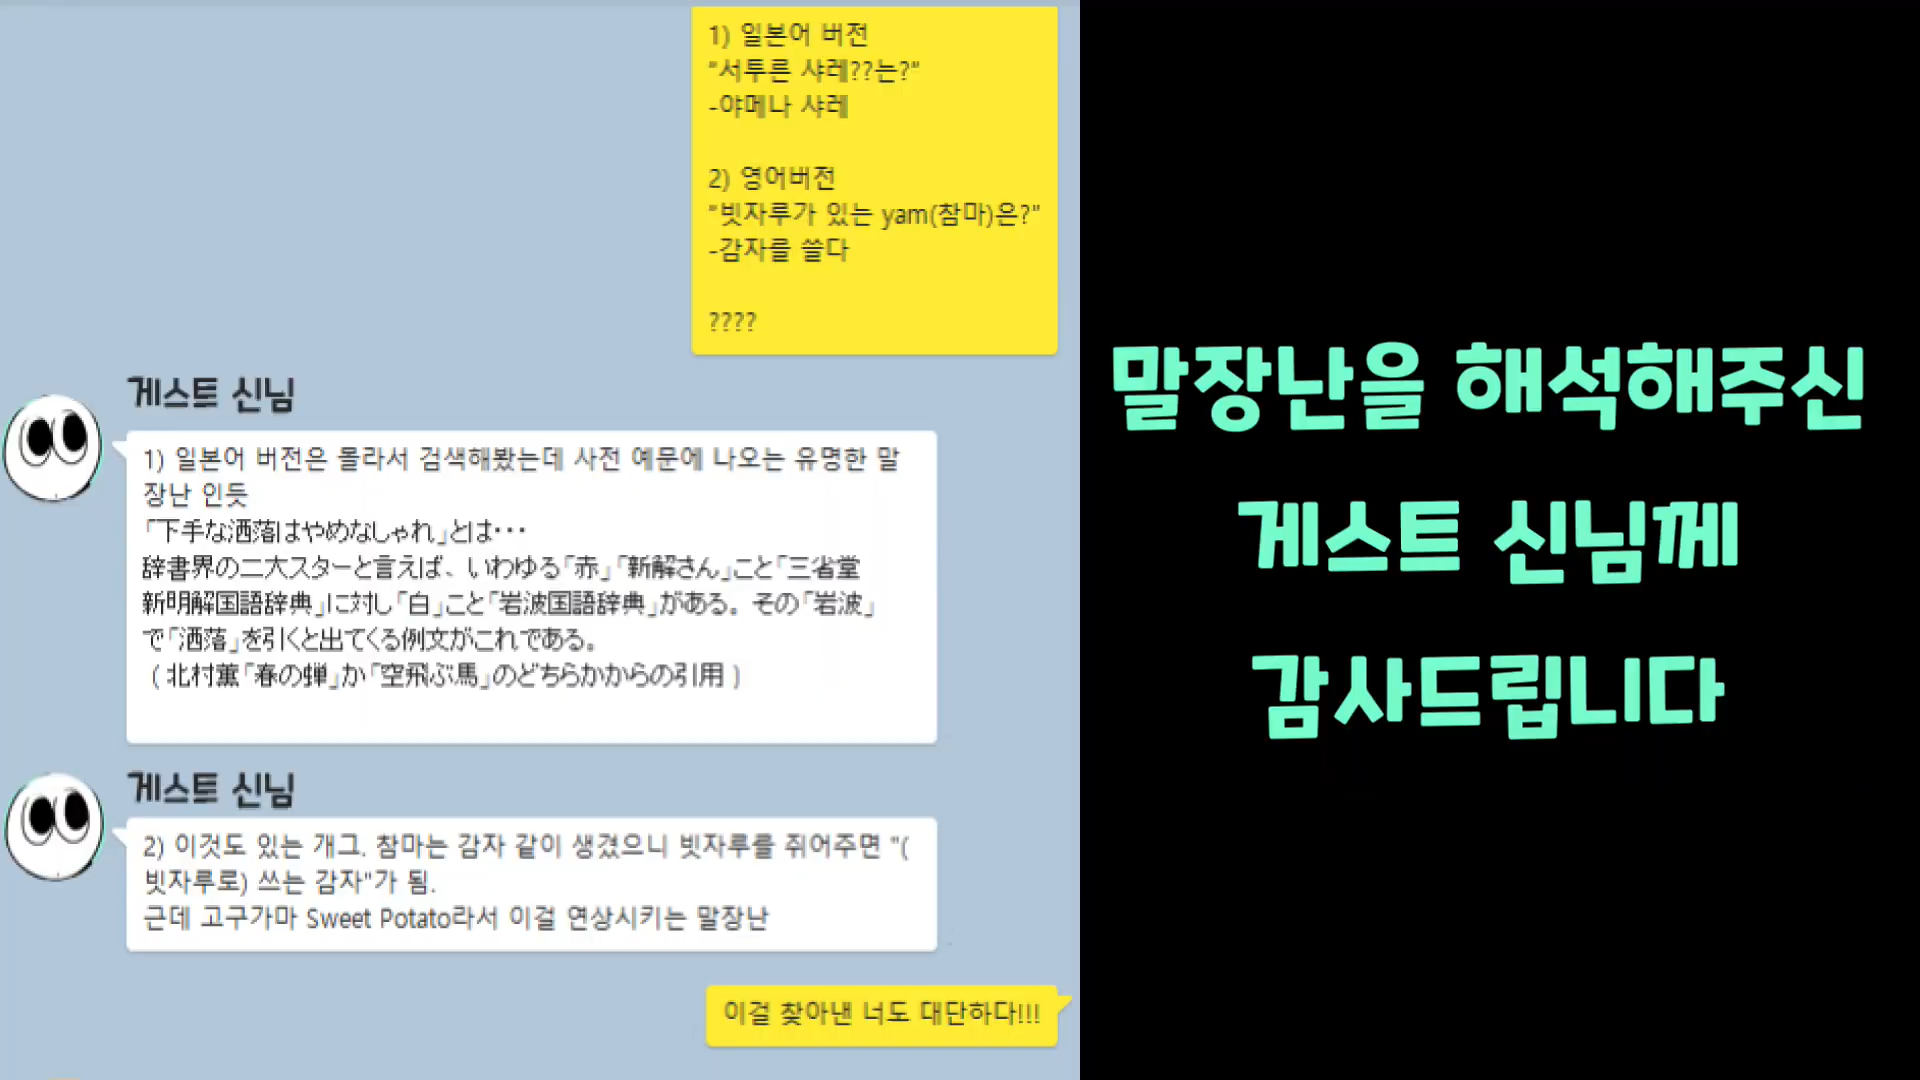 1) 일본어 버전
"서투른 샤레??는?"
-야메나 샤레
2) 영어버전
"빗자루가 있는 yam(참마)은?"
-감자를 쓸다
????
게스트 신님
1) 일본어 버전은 몰라서 검색해봤는데 사전 예문에 나오는 유명한 말
장난 인듯
「下手な洒落はやめなしゃれ」とは・・・
辞書界の二大スターと言えば、いわゆる「赤」「新解さん」こと「三省堂
新明解国語辞典」に対し「白」こと「岩波国語辞典」がある。その「岩波」
で「洒落」を引くと出てくる例文がこれである。
( 北村薫「春の蝉」か「空飛ぶ馬」のどちらかからの引用 )
게스트 신님
2) 이것도 있는 개그. 참마는 감자 같이 생겼으니 빗자루를 쥐어주면 "(
빗자루로) 쓰는 감자"가 됨.
근데 고구가마 Sweet Potato라서 이걸 연상시키는 말장난
이걸 찾아낸 너도 대단하다!!!
말장난을 해석해주신
게스트 신님께
감사드립니다